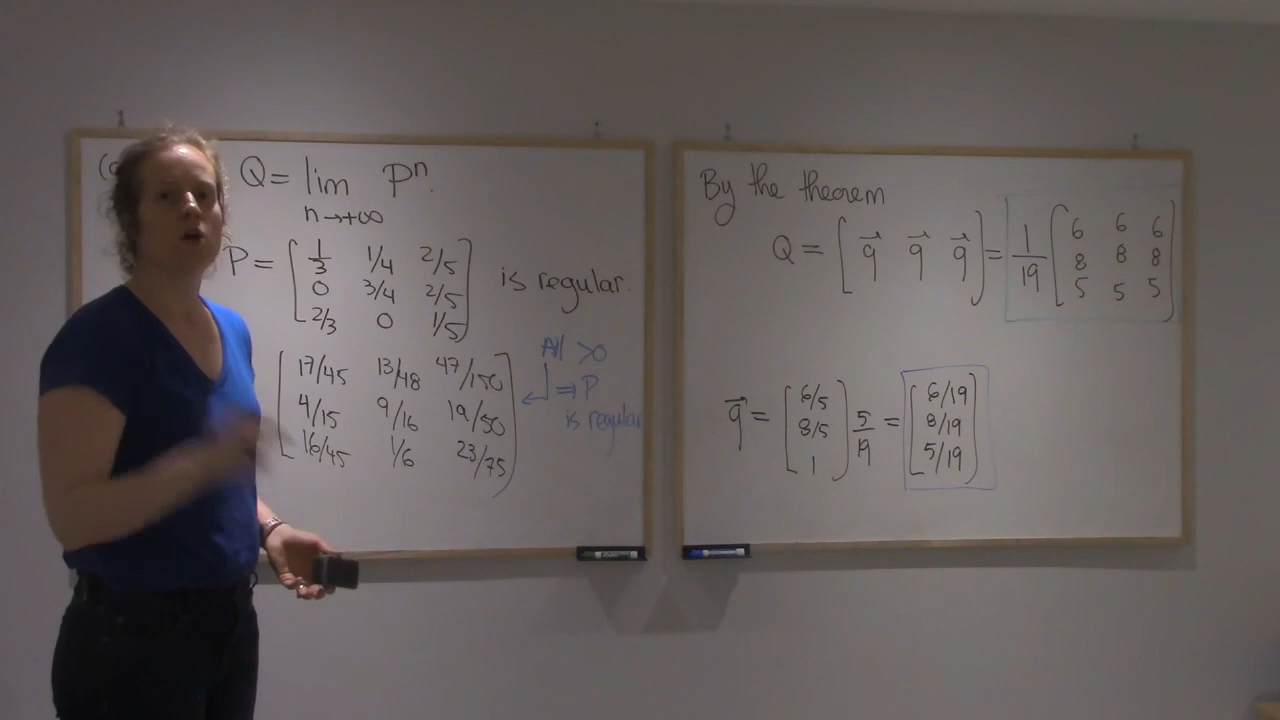 Q = lim Pⁿ.
n→+∞
P = [ 1/3 1/4 2/5 ] is regular.
0 3/4 2/5
2/3 0 1/5
17/45 13/48 47/150
4/15 9/16 19/50
16/45 1/6 23/75
All >0
⇒ P
is regular
By the theorem
Q = [ q⃗ q⃗ q⃗ ] = 1/19 [ 6 6 6
8 8 8
5 5 5 ]
q⃗ = [ 6/5 8/5 1 ] 5/19 = [ 6/19
8/19
5/19 ]